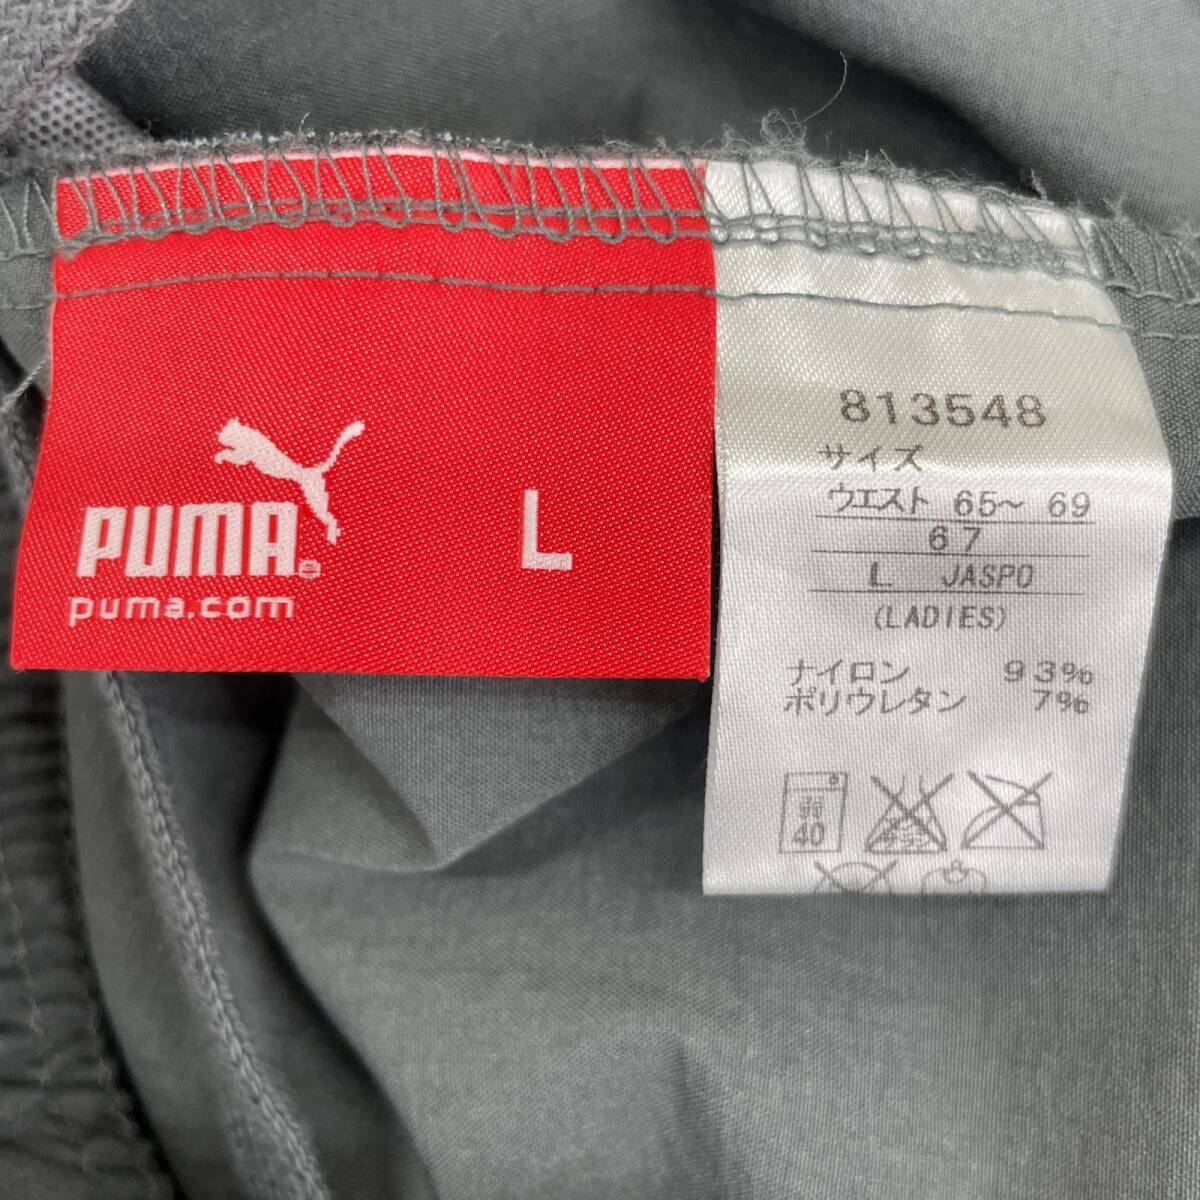 PUMA®
puma.com
L
813548
サイズ
ウエスト 65～69
67
L JASPO
(LADIES)
ナイロン 93%
ポリウレタン 7%
弱
40